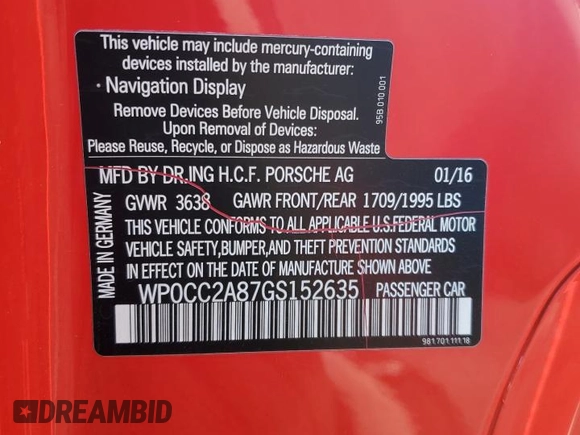 This vehicle may include mercury-containing
devices installed by the manufacturer:
· Navigation Display
Remove Devices Before Vehicle Disposal.
Upon Removal of Devices:
Please Reuse, Recycle, or Dispose as Hazardous Waste
95B 010 001
MFD BY DR.ING H.C.F. PORSCHE AG 01/16
GVWR 3638 GAWR FRONT/REAR 1709/1995 LBS
THIS VEHICLE CONFORMS TO ALL APPLICABLE U.S.FEDERAL MOTOR
VEHICLE SAFETY,BUMPER,AND THEFT PREVENTION STANDARDS
IN EFFECT ON THE DATE OF MANUFACTURE SHOWN ABOVE.
WP0CC2A87GS152635 PASSENGER CAR
MADE IN GERMANY
981.701.111.18
DREAMBID